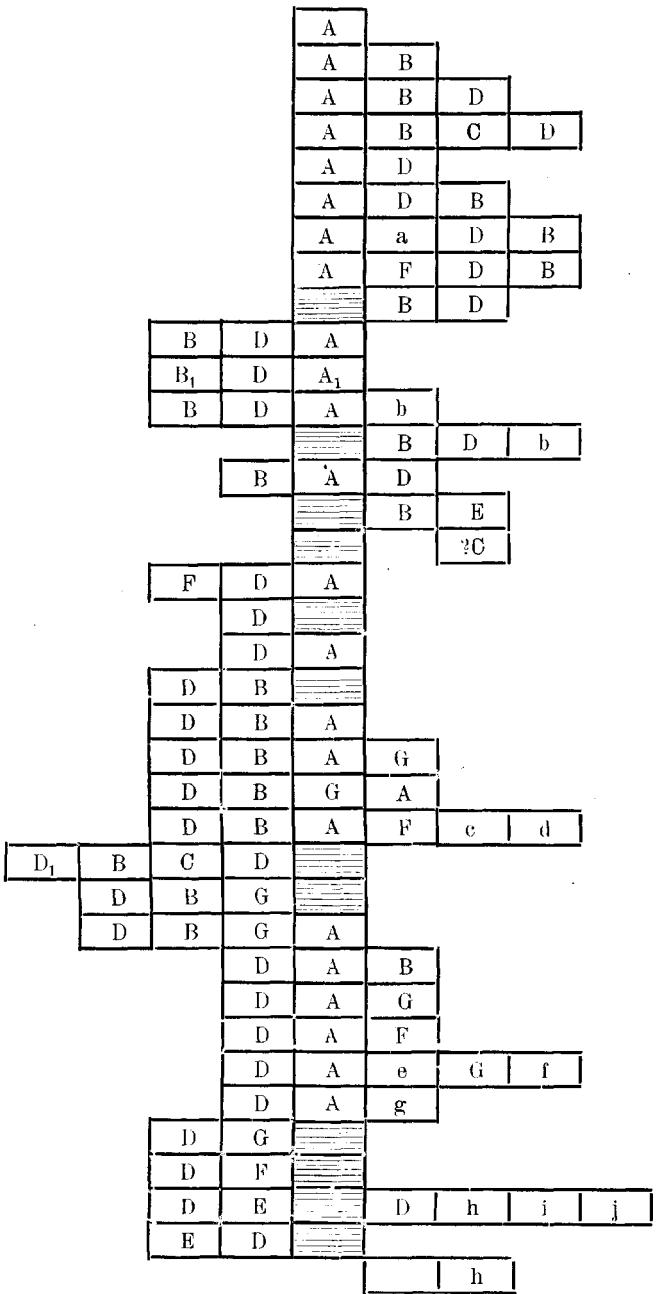 A
A B
A B D
A B C D
A D
A D B
A a D B
A F D B
B D
B D A
B₁ D A₁
B D A b
B D b
B A D
B E
?C
F D A
D
D A
D B
D B A
D B A G
D B G A
D B A F c d
D₁ B C D
D B G
D B G A
D A B
D A G
D A F
D A e G f
D A g
D G
D F
D E D h i j
E D
h